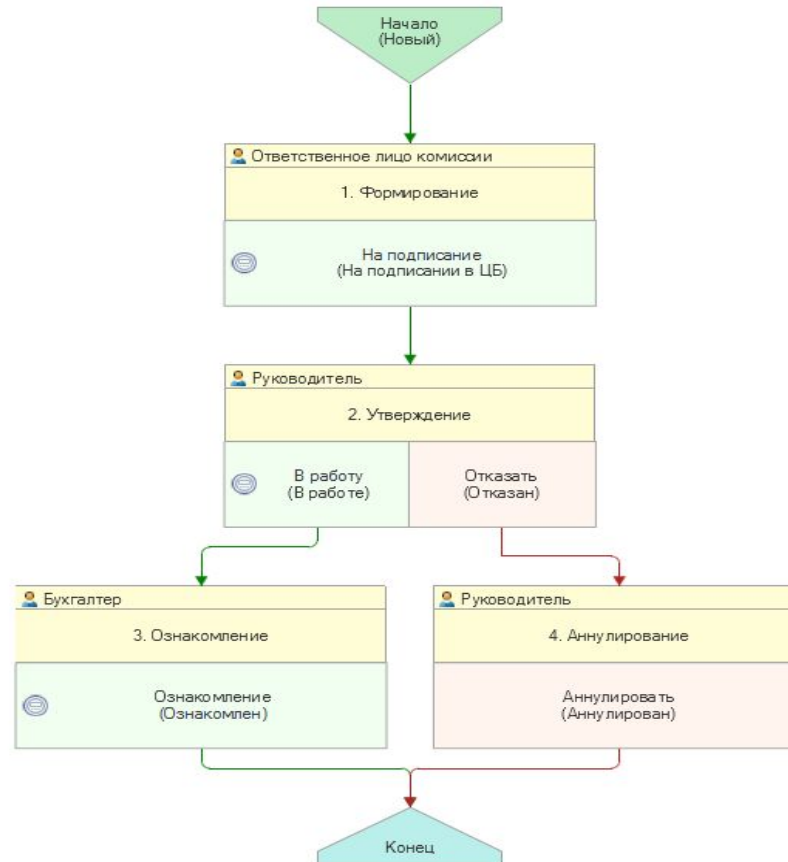 Начало
(Новый)
Ответственное лицо комиссии
1. Формирование
На подписание
(На подписании в ЦБ)
Руководитель
2. Утверждение
В работу
(В работе)
Отказать
(Отказан)
Бухгалтер
3. Ознакомление
Ознакомление
(Ознакомлен)
Руководитель
4. Аннулирование
Аннулировать
(Аннулирован)
Конец